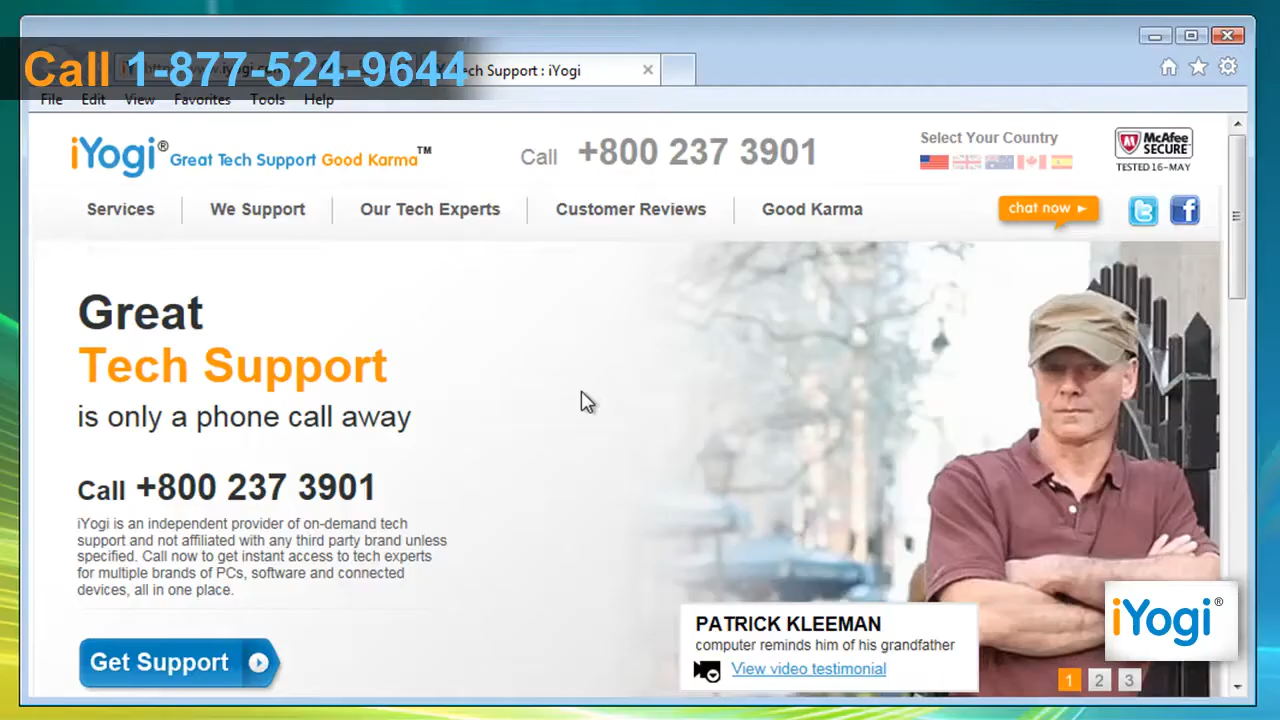 Call 1-877-524-9644
ech Support : iYogi
File Edit View Favorites Tools Help
iYogi® Great Tech Support Good Karma™
Call +800 237 3901
Select Your Country
McAfee
SECURE
TESTED 16-MAY
Services We Support Our Tech Experts Customer Reviews Good Karma
chat now
Great
Tech Support
is only a phone call away
Call +800 237 3901
iYogi is an independent provider of on-demand tech
support and not affiliated with any third party brand unless
specified. Call now to get instant access to tech experts
for multiple brands of PCs, software and connected
devices, all in one place.
Get Support
PATRICK KLEEMAN
computer reminds him of his grandfather
View video testimonial
iYogi®
1 2 3